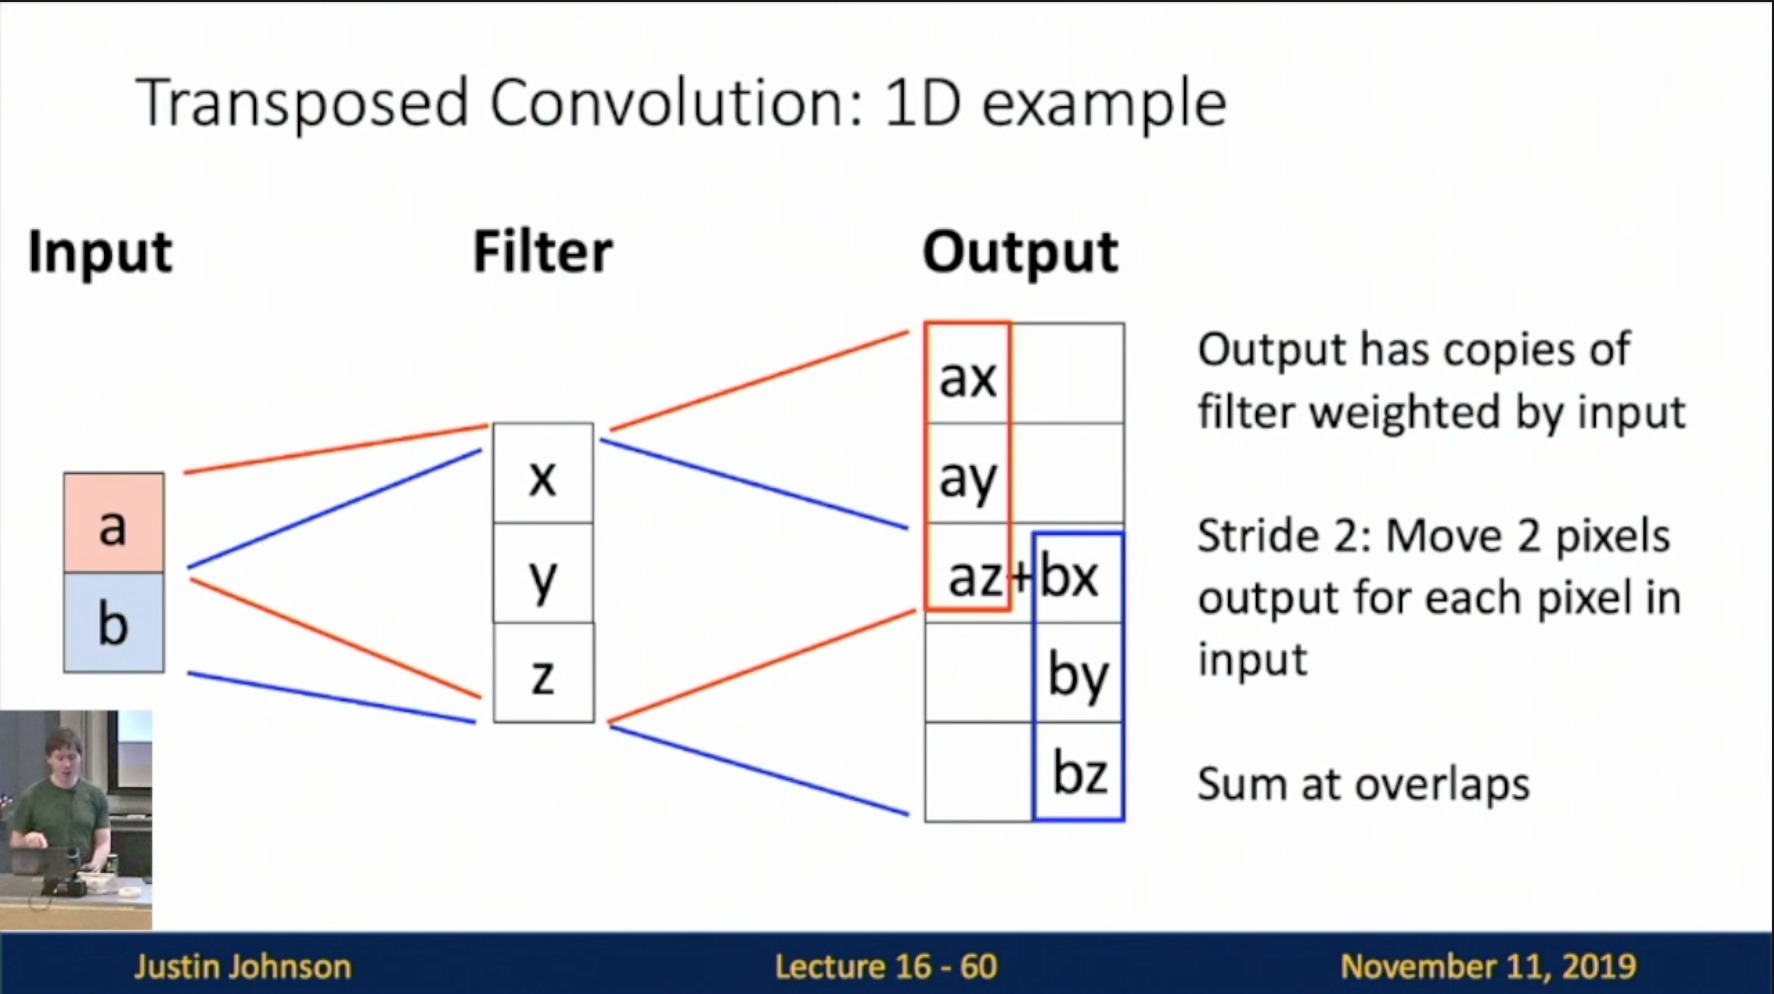 Transposed Convolution: 1D example
Input
Filter
Output
a
b
x
y
z
ax
ay
az+bx
by
bz
Output has copies of
filter weighted by input
Stride 2: Move 2 pixels
output for each pixel in
input
Sum at overlaps
Justin Johnson
Lecture 16 - 60
November 11, 2019